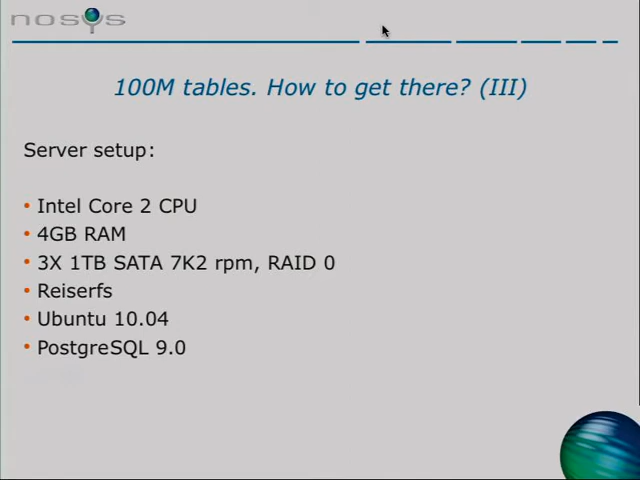 nosys
100M tables. How to get there? (III)
Server setup:
• Intel Core 2 CPU
• 4GB RAM
• 3X 1TB SATA 7K2 rpm, RAID 0
• Reiserfs
• Ubuntu 10.04
• PostgreSQL 9.0